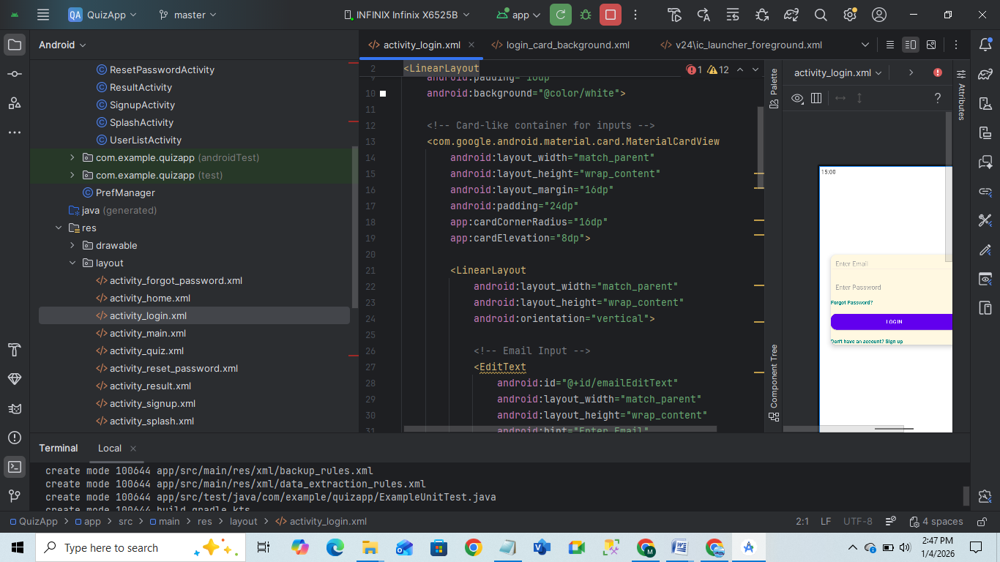 QA QuizApp master INFINIX Infinix X6525B app
Android
activity_login.xml login_card_background.xml v24\ic_launcher_foreground.xml
ResetPasswordActivity
ResultActivity
SignupActivity
SplashActivity
UserListActivity
com.example.quizapp (androidTest)
com.example.quizapp (test)
PrefManager
java (generated)
res
drawable
layout
activity_forgot_password.xml
activity_home.xml
activity_login.xml
activity_main.xml
activity_quiz.xml
activity_reset_password.xml
activity_result.xml
activity_signup.xml
activity_splash.xml
2 <LinearLayout
1 12
9 android:padding="16dp"
10 android:background="@color/white">
11
12 <!-- Card-like container for inputs -->
13 <com.google.android.material.card.MaterialCardView
14 android:layout_width="match_parent"
15 android:layout_height="wrap_content"
16 android:layout_margin="16dp"
17 android:padding="24dp"
18 app:cardCornerRadius="16dp"
19 app:cardElevation="8dp">
20
21 <LinearLayout
22 android:layout_width="match_parent"
23 android:layout_height="wrap_content"
24 android:orientation="vertical">
25
26 <!-- Email Input -->
27 <EditText
28 android:id="@+id/emailEditText"
29 android:layout_width="match_parent"
30 android:layout_height="wrap_content"
31 android:hint="Enter Email"
Palette
Component Tree
activity_login.xml
?
Attributes
15:00
Enter Email
Enter Password
Forgot Password?
LOGIN
Don't have an account? Sign up
Terminal Local
create mode 100644 app/src/main/res/xml/backup_rules.xml
create mode 100644 app/src/main/res/xml/data_extraction_rules.xml
create mode 100644 app/src/test/java/com/example/quizapp/ExampleUnitTest.java
create mode 100644 build.gradle.kts
QuizApp > app > src > main > res > layout > activity_login.xml
2:1 LF UTF-8 4 spaces
Type here to search
2:47 PM
1/4/2026